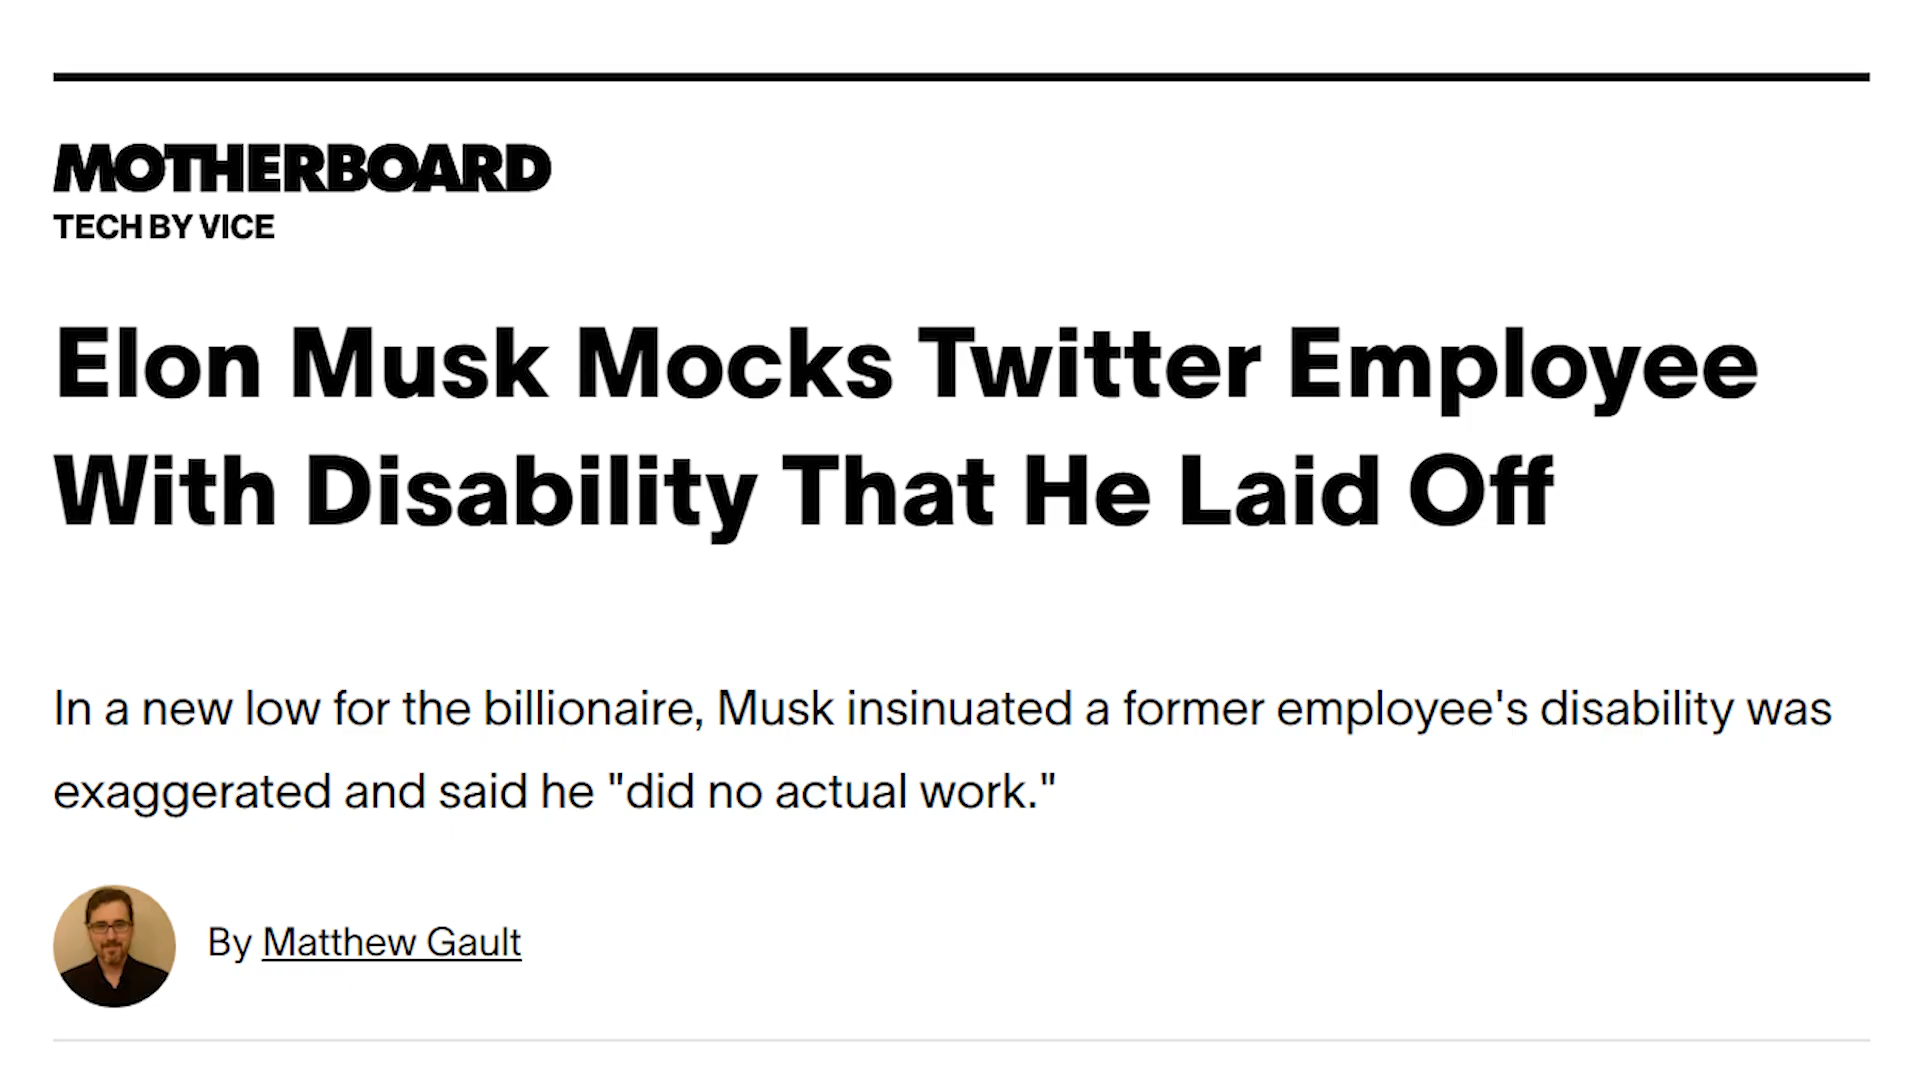 MOTHERBOARD
TECH BY VICE
Elon Musk Mocks Twitter Employee
With Disability That He Laid Off
In a new low for the billionaire, Musk insinuated a former employee's disability was
exaggerated and said he "did no actual work."
By Matthew Gault